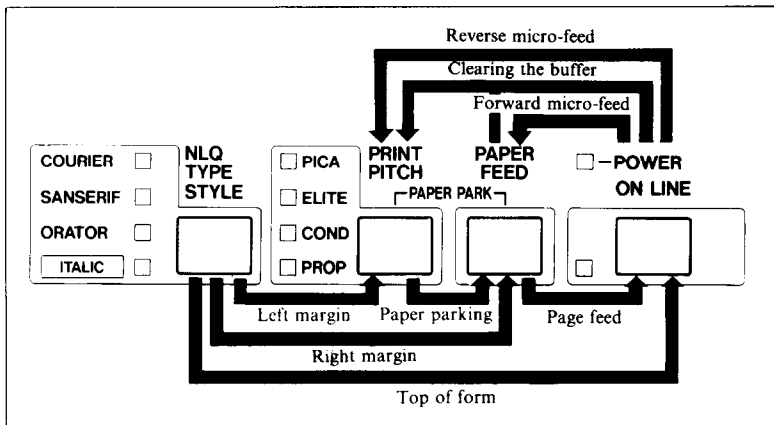 Reverse micro-feed
Clearing the buffer
Forward micro-feed
COURIER
SANSERIF
ORATOR
ITALIC
NLQ
TYPE
STYLE
PICA
ELITE
COND
PROP
PRINT
PITCH
PAPER
FEED
PAPER PARK
POWER
ON LINE
Left margin
Paper parking
Page feed
Right margin
Top of form